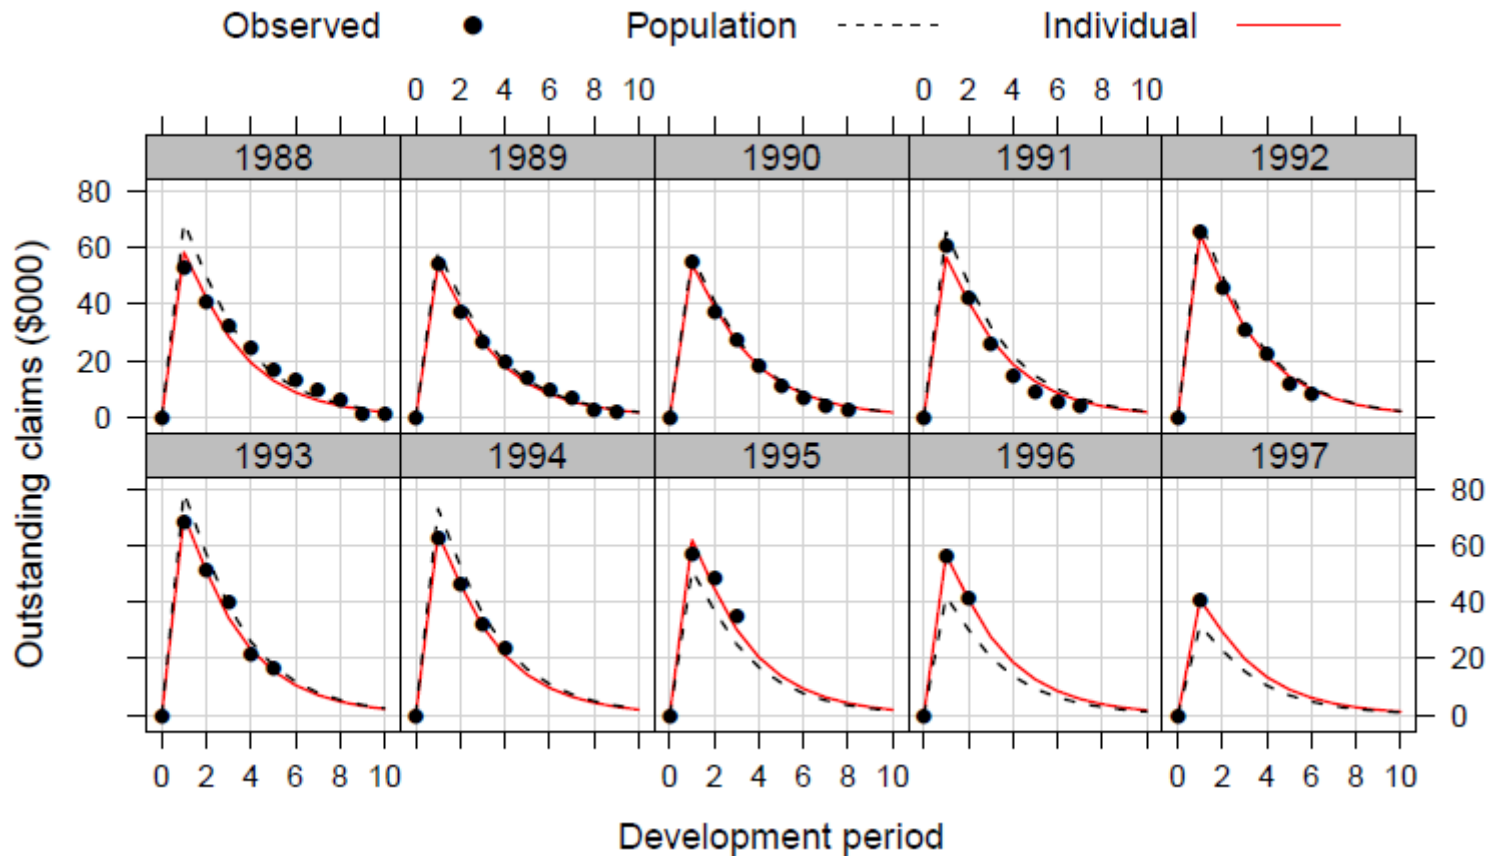 Observed Population Individual
0 2 4 6 8 10 0 2 4 6 8 10
1988 1989 1990 1991 1992
80
60
40
20
0
1993 1994 1995 1996 1997
80
60
40
20
0
0 2 4 6 8 10 0 2 4 6 8 10 0 2 4 6 8 10
Outstanding claims ($000)
Development period